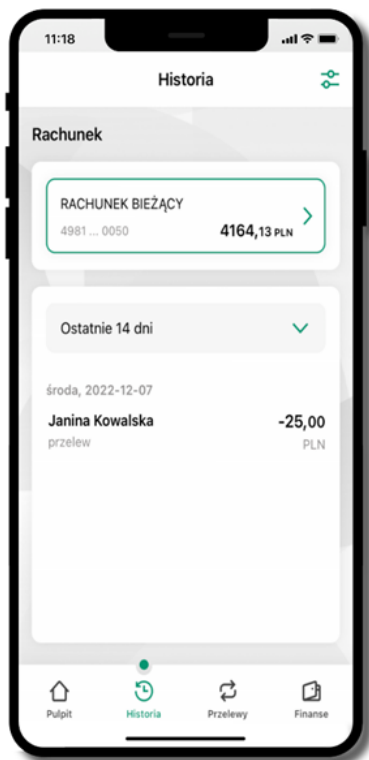 11:18
Historia
Rachunek
RACHUNEK BIEŻĄCY
4981 ... 0050 4164,13 PLN
Ostatnie 14 dni
środa, 2022-12-07
Janina Kowalska -25,00
przelew PLN
Pulpit Historia Przelewy Finanse